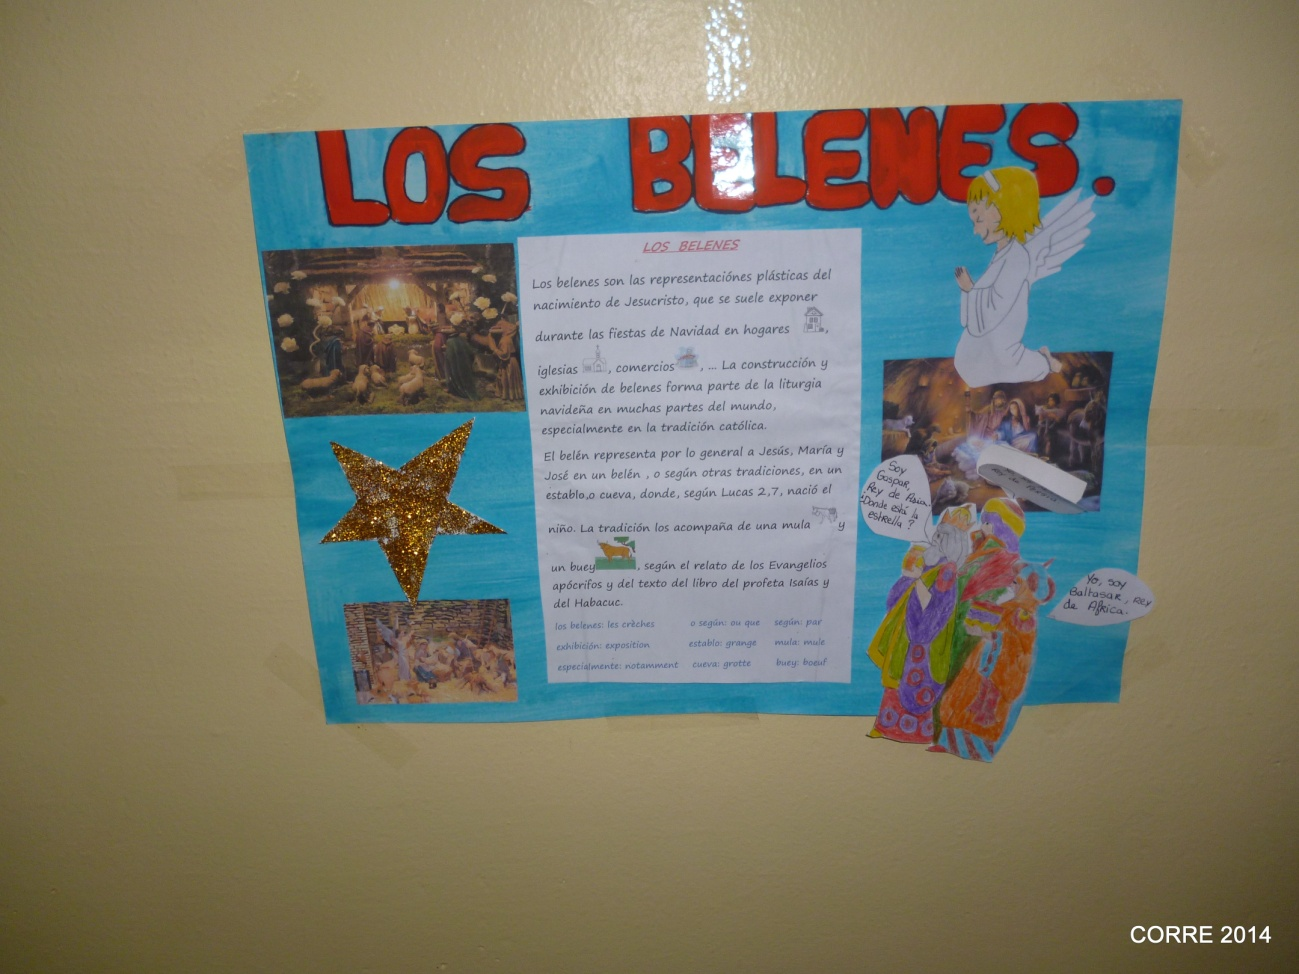 LOS BELENES.
LOS BELENES
Los belenes son las representaciónes plásticas del
nacimiento de Jesucristo, que se suele exponer
durante las fiestas de Navidad en hogares ,
iglesias , comercios , ... La construcción y
exhibición de belenes forma parte de la liturgia
navideña en muchas partes del mundo,
especialmente en la tradición católica.
El belén representa por lo general a Jesús, María y
José en un belén , o según otras tradiciones, en un
establo,o cueva, donde, según Lucas 2,7, nació el
niño. La tradición los acompaña de una mula y
un buey , según el relato de los Evangelios
apócrifos y del texto del libro del profeta Isaías y
del Habacuc.
los belenes: les crèches o según: ou que según: par
exhibición: exposition establo: grange mula: mule
especialmente: notamment cueva: grotte buey: boeuf
Soy
Gaspar,
Rey de Asia.
¿Donde está la
estrella ?
Yo, soy
Baltasar, rey
de Africa.
CORRE 2014